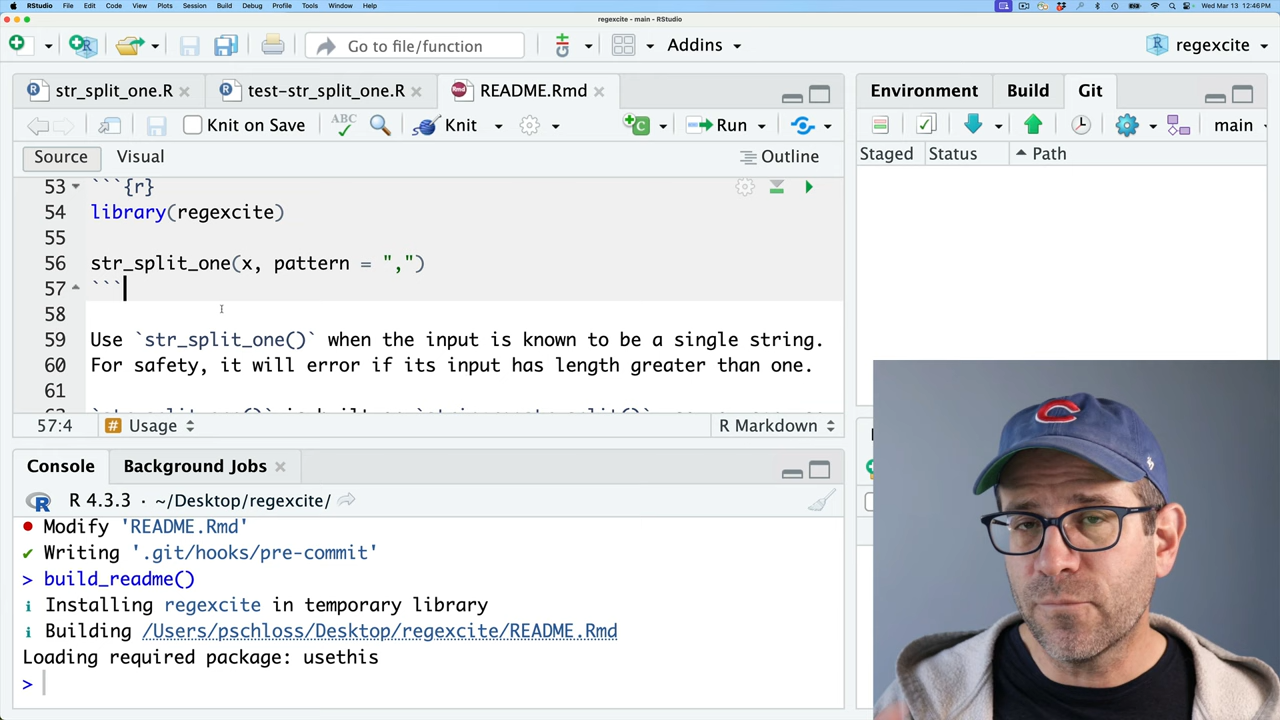 RStudio File Edit Code View Plots Session Build Debug Profile Tools Window Help
Wed Mar 13 12:46PM
regexcite - main - RStudio
Go to file/function
Addins
regexcite
str_split_one.R
test-str_split_one.R
README.Rmd
Knit on Save
ABC
Knit
Run
Source
Visual
Outline
53 ```{r}
54 library(regexcite)
55
56 str_split_one(x, pattern = ",")
57 ```
58
59 Use `str_split_one()` when the input is known to be a single string.
60 For safety, it will error if its input has length greater than one.
61
57:4
# Usage
R Markdown
Console
Background Jobs
R 4.3.3 · ~/Desktop/regexcite/
Modify 'README.Rmd'
✔ Writing '.git/hooks/pre-commit'
> build_readme()
ℹ Installing regexcite in temporary library
ℹ Building /Users/pschloss/Desktop/regexcite/README.Rmd
Loading required package: usethis
>
Environment
Build
Git
main
Staged
Status
Path
C